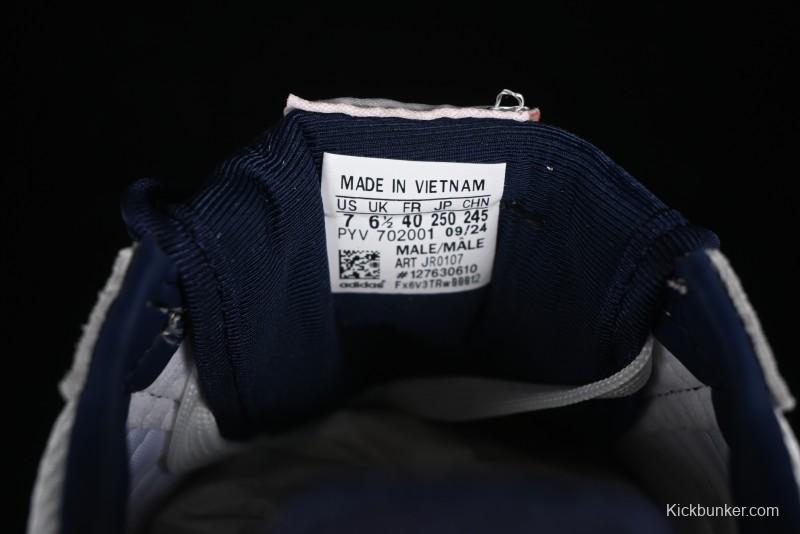 MADE IN VIETNAM
US UK FR JP CHN
7 6½ 40 250 245
PYV 702001 09/24
MALE/MÂLE
ART JR0107
#127630610
adidas Fx6V3TRw
Kickbunker.com